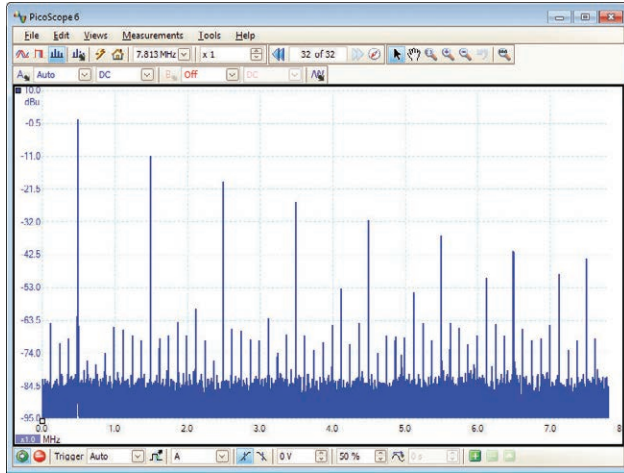 PicoScope 6
File Edit Views Measurements Tools Help
7.813 MHz x 1 32 of 32
A Auto DC B Off DC
10.0
dBu
-0.5
-11.0
-21.5
-32.0
-42.5
-53.0
-63.5
-74.0
-84.5
-95.0
0.0 1.0 2.0 3.0 4.0 5.0 6.0 7.0 8
x1.0 MHz
Trigger Auto A 0 V 50 % 0 s